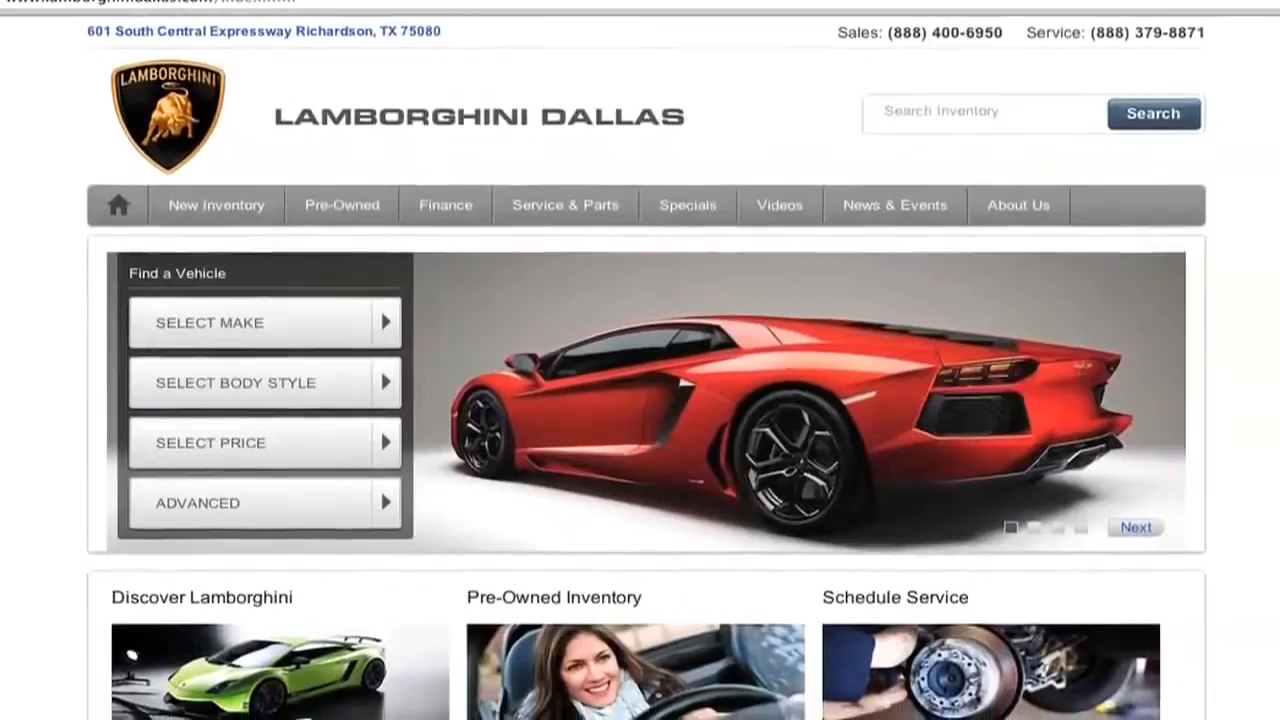 601 South Central Expressway Richardson, TX 75080
Sales: (888) 400-6950 Service: (888) 379-8871
LAMBORGHINI
LAMBORGHINI DALLAS
Search Inventory
Search
New Inventory Pre-Owned Finance Service & Parts Specials Videos News & Events About Us
Find a Vehicle
SELECT MAKE
SELECT BODY STYLE
SELECT PRICE
ADVANCED
Next
Discover Lamborghini Pre-Owned Inventory Schedule Service